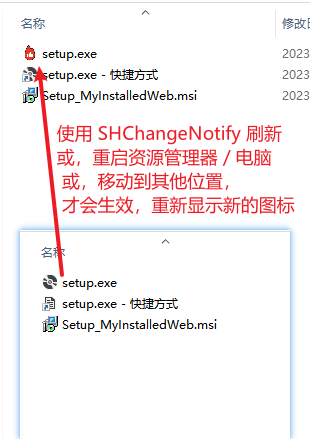 名称
修改日
setup.exe
2023
setup.exe - 快捷方式
2023
Setup_MyInstalledWeb.msi
2023
使用 SHChangeNotify 刷新
或，重启资源管理器 / 电脑
或，移动到其他位置，
才会生效，重新显示新的图标
名称
setup.exe
setup.exe - 快捷方式
Setup_MyInstalledWeb.msi